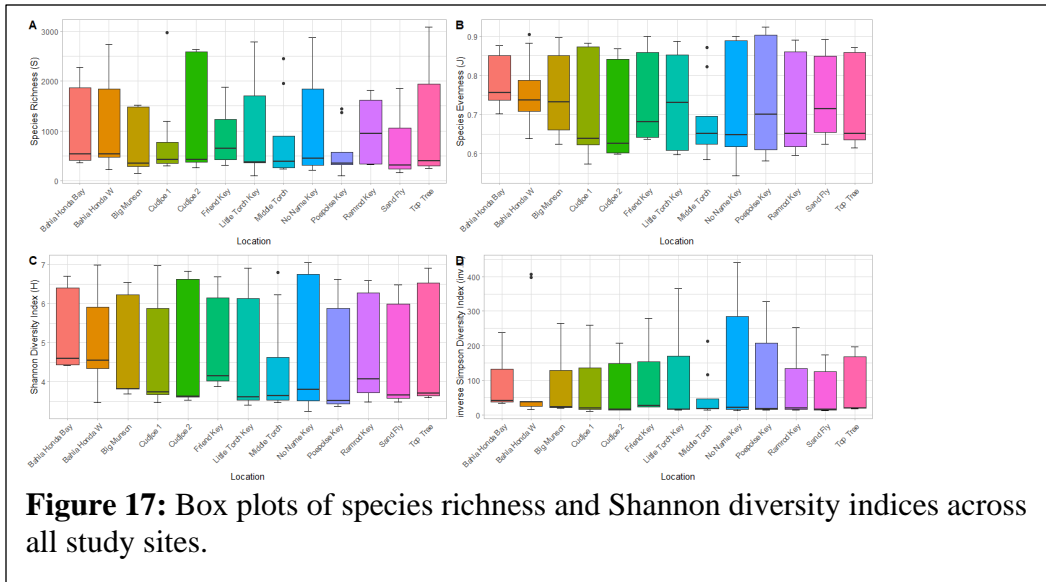 A
Species Richness (S)
3000
2000
1000
0
Bahia Honda Bay
Bahia Honda W
Big Munson
Cudjoe 1
Cudjoe 2
Friend Key
Little Torch Key
Middle Torch
No Name Key
Poepoise Key
Ramrod Key
Sand Fly
Top Tree
Location
B
Species Evenness (J)
0.9
0.8
0.7
0.6
Bahia Honda Bay
Bahia Honda W
Big Munson
Cudjoe 1
Cudjoe 2
Friend Key
Little Torch Key
Middle Torch
No Name Key
Poepoise Key
Ramrod Key
Sand Fly
Top Tree
Location
C
Shannon Diversity Index (H)
7
6
5
4
Bahia Honda Bay
Bahia Honda W
Big Munson
Cudjoe 1
Cudjoe 2
Friend Key
Little Torch Key
Middle Torch
No Name Key
Poepoise Key
Ramrod Key
Sand Fly
Top Tree
Location
D
Inverse Simpson Diversity Index
400
300
200
100
0
Bahia Honda Bay
Bahia Honda W
Big Munson
Cudjoe 1
Cudjoe 2
Friend Key
Little Torch Key
Middle Torch
No Name Key
Poepoise Key
Ramrod Key
Sand Fly
Top Tree
Location
Figure 17: Box plots of species richness and Shannon diversity indices across
all study sites.